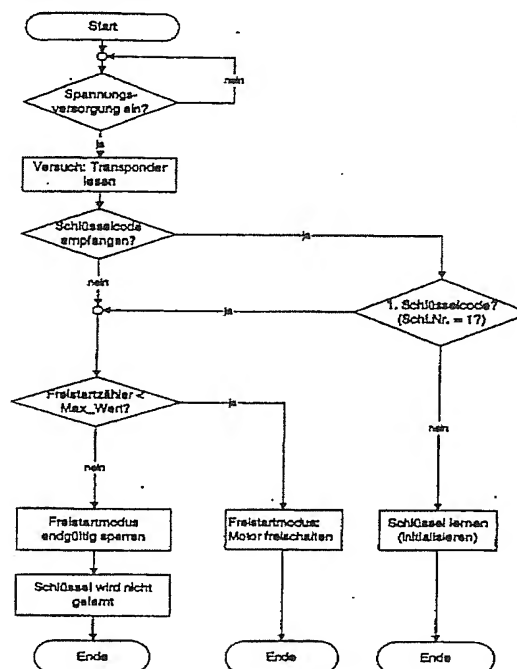 Start
nein
Spannungs-
versorgung ein?
ja
Versuch: Transponder
lesen
Schlüsselcode
empfangen?
ja
nein
1. Schlüsselcode?
(Schl.Nr. = 17)
ja
Freistartzähler <
Max_Wert?
ja
nein
nein
Freistartmodus
endgültig sperren
Freistartmodus:
Motor freischalten
Schlüssel lernen
(initialisieren)
Schlüssel wird nicht
gelernt
Ende
Ende
Ende